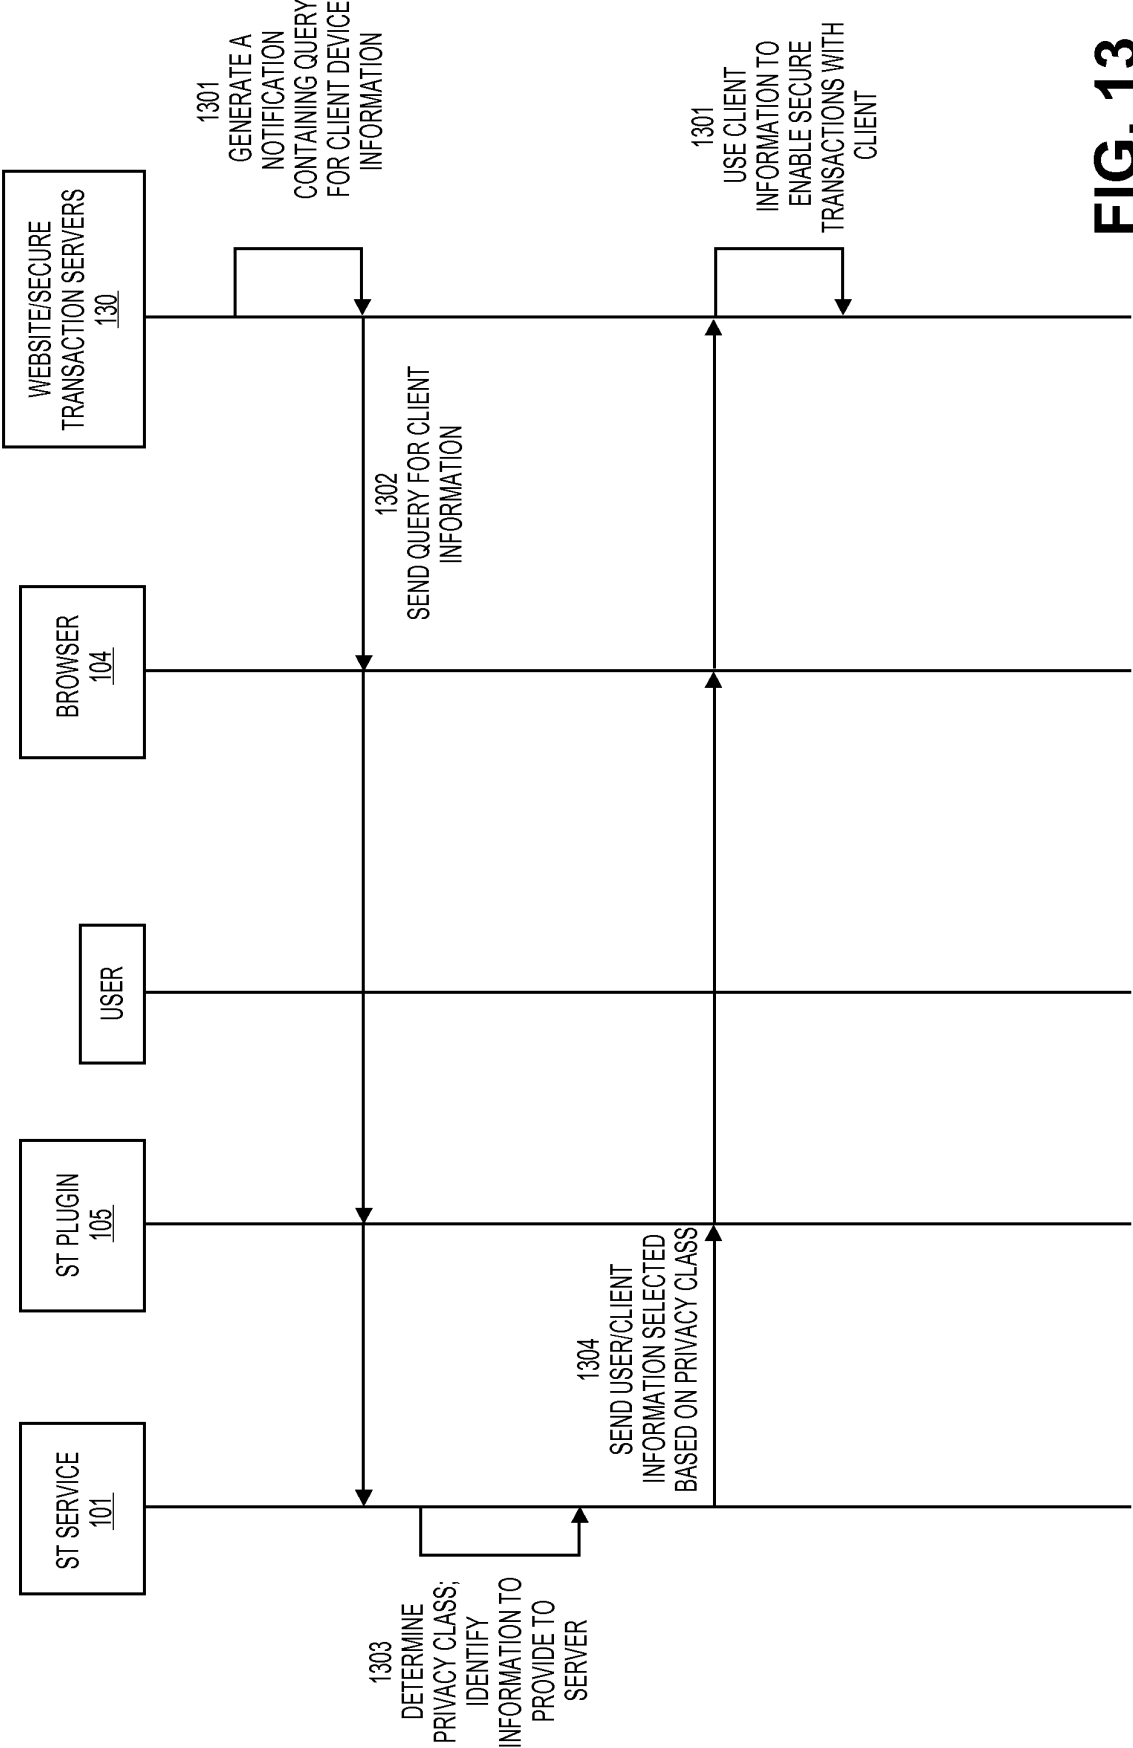 ST SERVICE
101
ST PLUGIN
105
USER
BROWSER
104
WEBSITE/SECURE
TRANSACTION SERVERS
130
1301
GENERATE A
NOTIFICATION
CONTAINING QUERY
FOR CLIENT DEVICE
INFORMATION
1302
SEND QUERY FOR CLIENT
INFORMATION
1303
DETERMINE
PRIVACY CLASS;
IDENTIFY
INFORMATION TO
PROVIDE TO
SERVER
1304
SEND USER/CLIENT
INFORMATION SELECTED
BASED ON PRIVACY CLASS
1301
USE CLIENT
INFORMATION TO
ENABLE SECURE
TRANSACTIONS WITH
CLIENT
FIG. 13